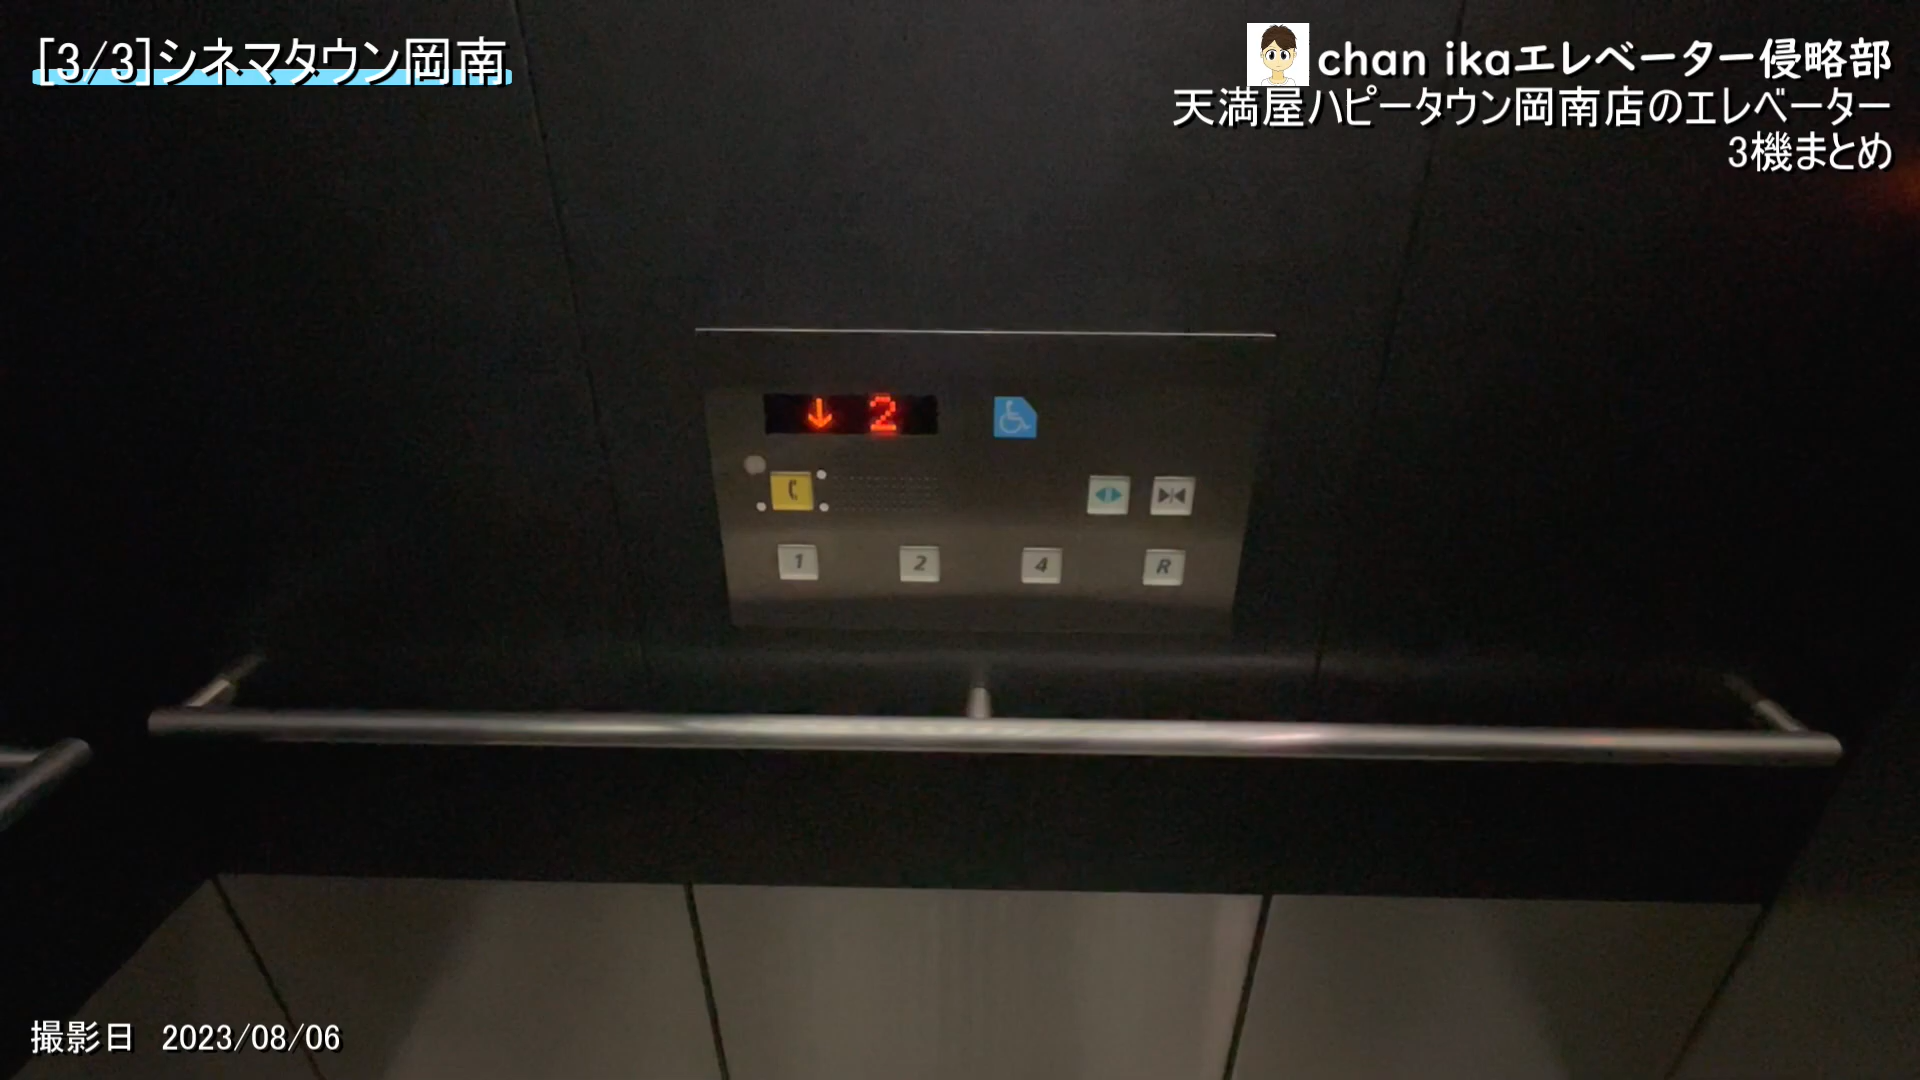 [3/3]シネマタウン岡南
chan ikaエレベーター侵略部
天満屋ハピータウン岡南店のエレベーター
3機まとめ
↓ 2
1 2 4 R
撮影日 2023/08/06